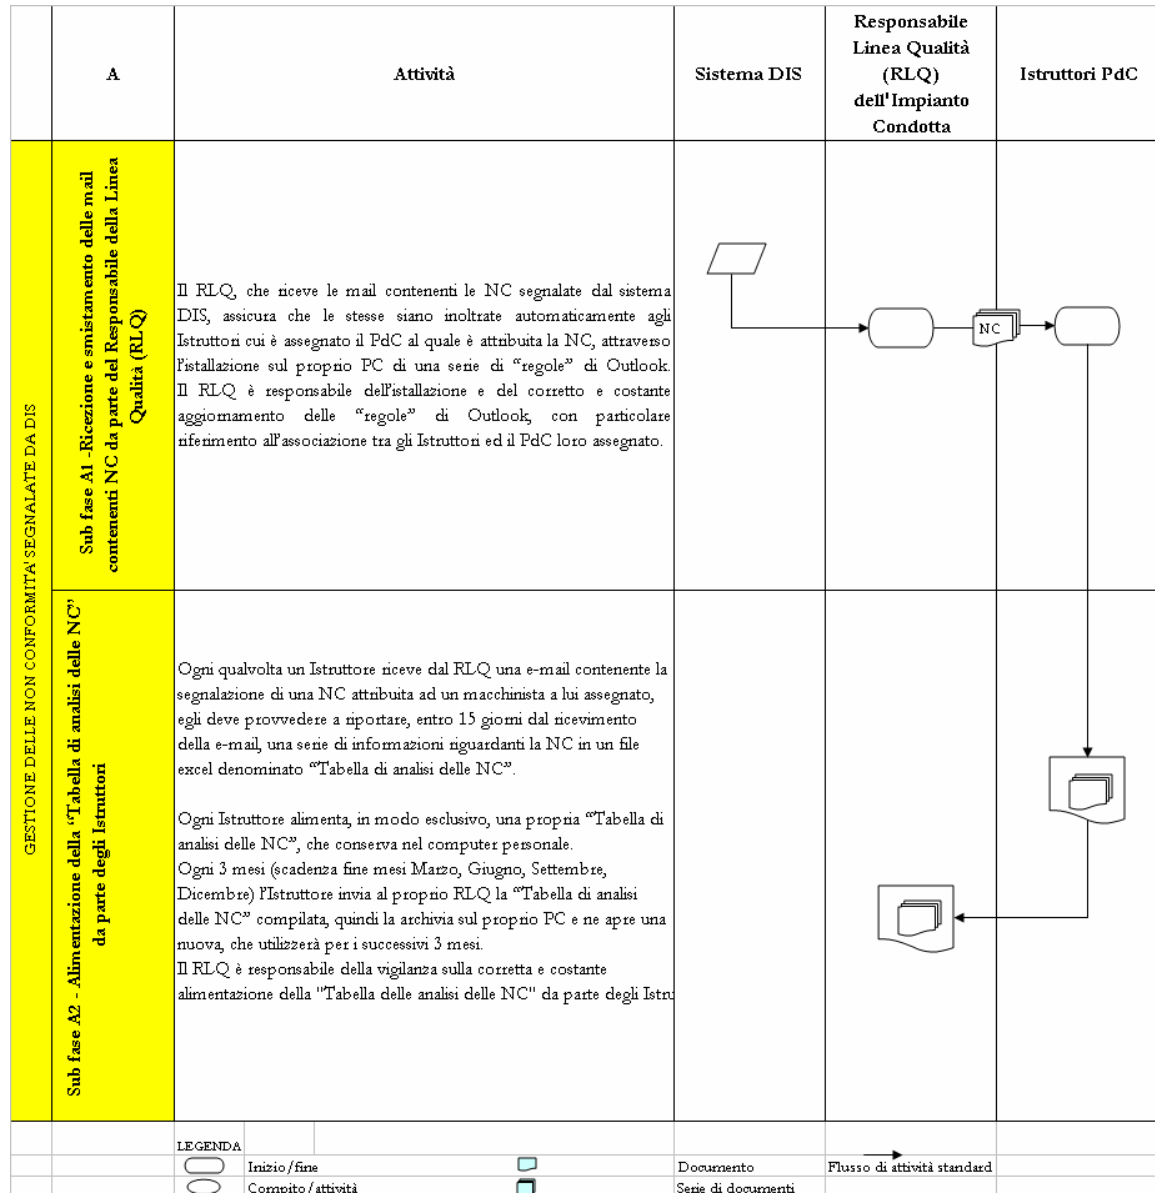 A
Attività
Sistema DIS
Responsabile
Linea Qualità
(RLQ)
dell'Impianto
Condotta
Istruttori PdC
GESTIONE DELLE NON CONFORMITA' SEGNALATE DA DIS
Sub fase A1 -Ricezione e smistamento delle mail
contenenti NC da parte del Responsabile della Linea
Qualità (RLQ)
Il RLQ, che riceve le mail contenenti le NC segnalate dal sistema
DIS, assicura che le stesse siano inoltrate automaticamente agli
Istruttori cui è assegnato il PdC al quale è attribuita la NC, attraverso
l'istallazione sul proprio PC di una serie di “regole” di Outlook.
Il RLQ è responsabile dell'istallazione e del corretto e costante
aggiornamento delle “regole” di Outlook, con particolare
riferimento all'associazione tra gli Istruttori ed il PdC loro assegnato.
NC
Sub fase A2 - Alimentazione della “Tabella di analisi delle NC”
da parte degli Istruttori
Ogni qualvolta un Istruttore riceve dal RLQ una e-mail contenente la
segnalazione di una NC attribuita ad un macchinista a lui assegnato,
egli deve provvedere a riportare, entro 15 giorni dal ricevimento
della e-mail, una serie di informazioni riguardanti la NC in un file
excel denominato “Tabella di analisi delle NC”.
Ogni Istruttore alimenta, in modo esclusivo, una propria “Tabella di
analisi delle NC”, che conserva nel computer personale.
Ogni 3 mesi (scadenza fine mesi Marzo, Giugno, Settembre,
Dicembre) l'Istruttore invia al proprio RLQ la “Tabella di analisi
delle NC” compilata, quindi la archivia sul proprio PC e ne apre una
nuova, che utilizzerà per i successivi 3 mesi.
Il RLQ è responsabile della vigilanza sulla corretta e costante
alimentazione della "Tabella delle analisi delle NC" da parte degli Istru
LEGENDA
Inizio/fine
Documento
Flusso di attività standard
Compito/attività
Serie di documenti